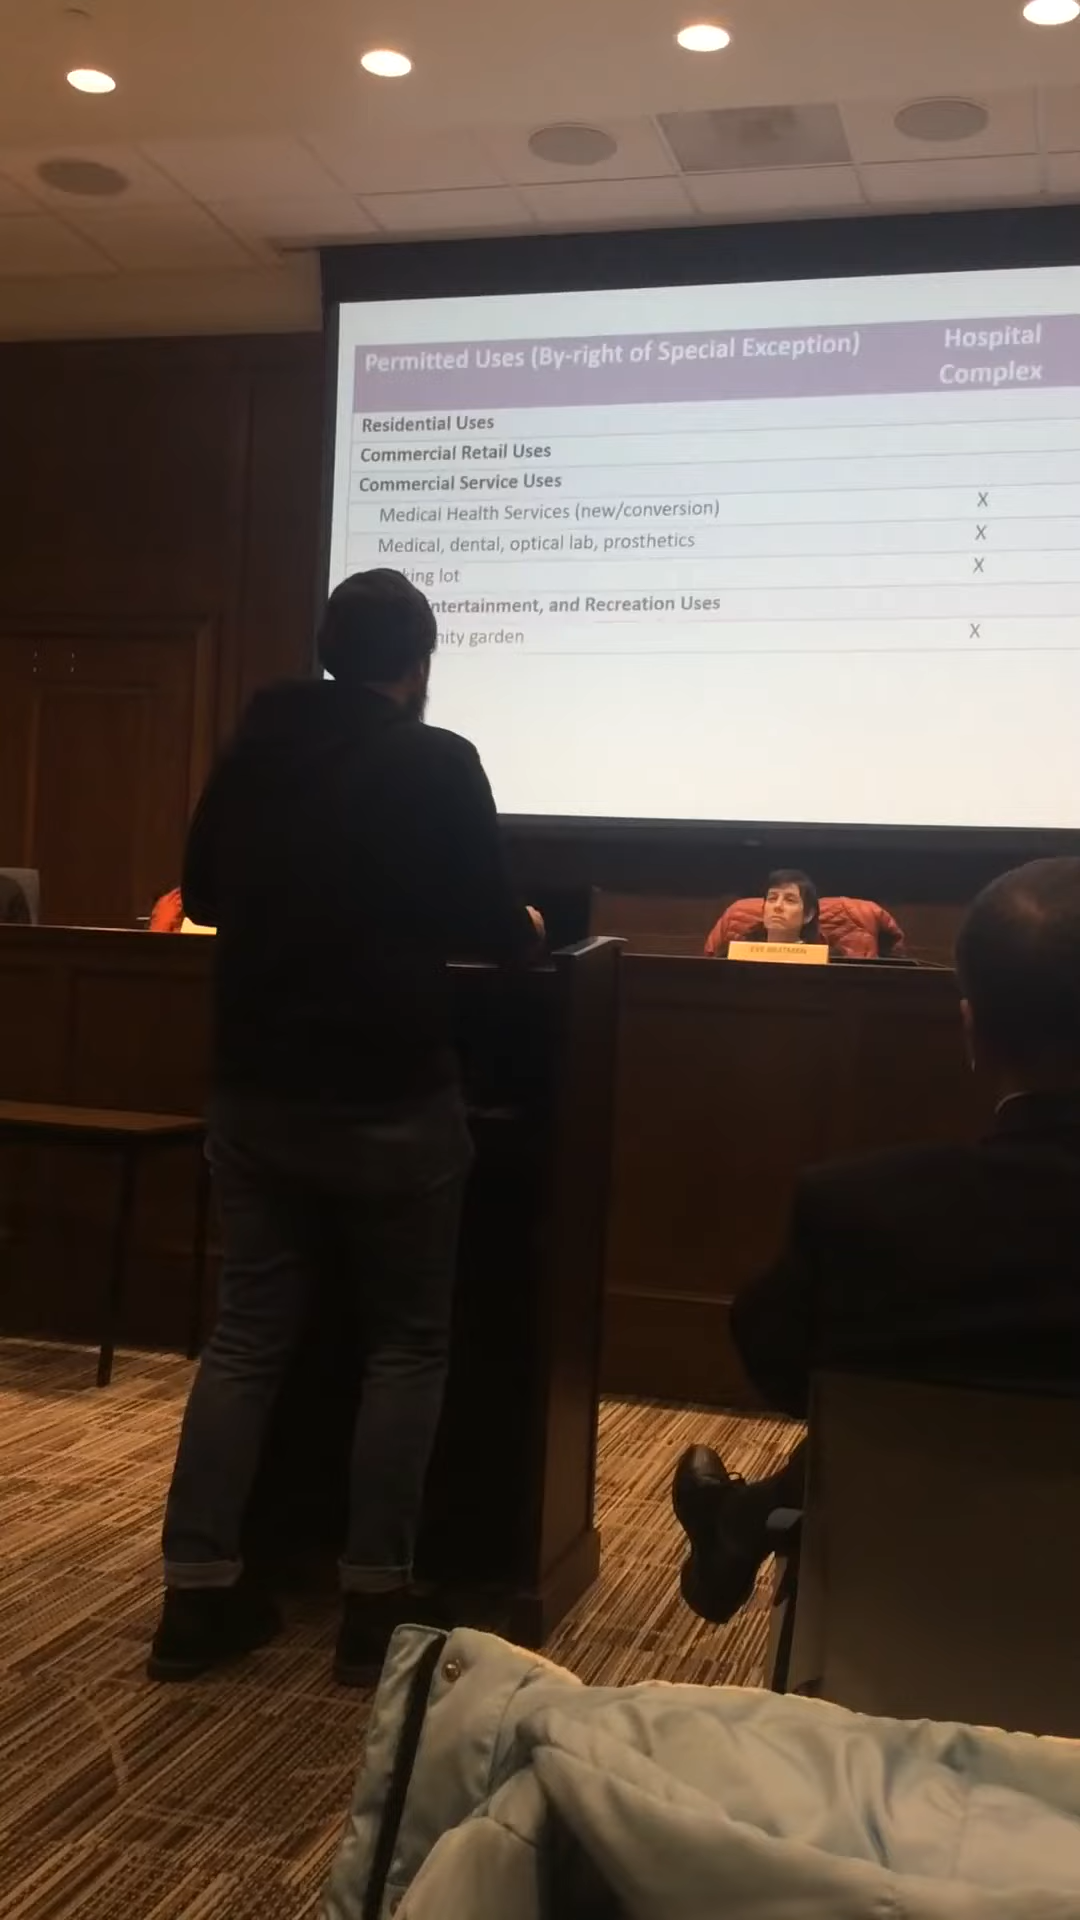 Permitted Uses (By-right of Special Exception) Hospital Complex
Residential Uses
Commercial Retail Uses
Commercial Service Uses
Medical Health Services (new/conversion) X
Medical, dental, optical lab, prosthetics X
king lot X
ntertainment, and Recreation Uses
nity garden X